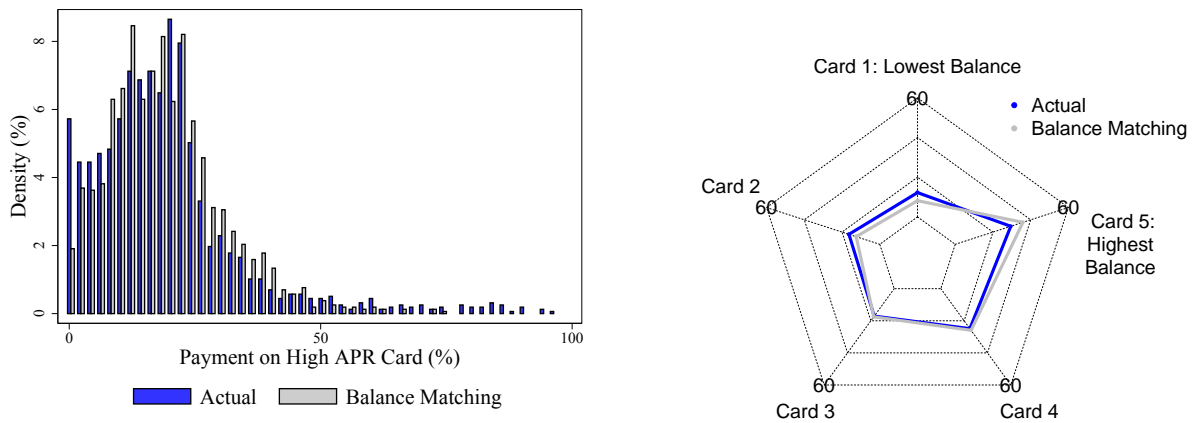 8
6
4
2
0
Density (%)
0
50
100
Payment on High APR Card (%)
Actual
Balance Matching
Card 1: Lowest Balance
60
Actual
Balance Matching
Card 2
60
60
Card 5:
Highest
Balance
60
60
Card 3
Card 4